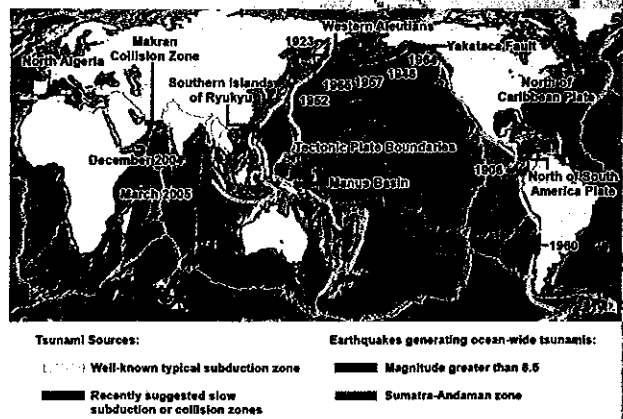 Western Aleutians
1923
Makran
Collision Zone
Yakataga Fault
North Algeria
1964
1946
1957
1965
North of
Caribbean Plate
Southern Islands
of Ryukyu
1952
Tectonic Plate Boundaries
December 2004
1906
North of South
America Plate
Manus Basin
March 2005
1960
Tsunami Sources:
Earthquakes generating ocean-wide tsunamis:
Well-known typical subduction zone
Magnitude greater than 8.5
Recently suggested slow
subduction or collision zones
Sumatra-Andaman zone